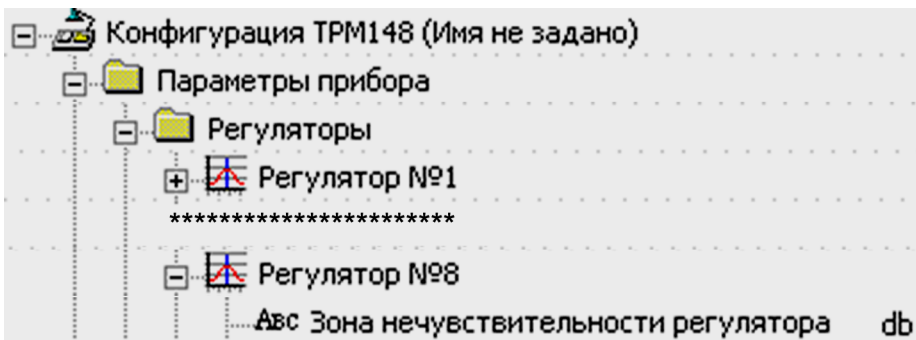 Конфигурация ТРМ148 (Имя не задано)
Параметры прибора
Регуляторы
Регулятор №1
***********************
Регулятор №8
Авс Зона нечувствительности регулятора db